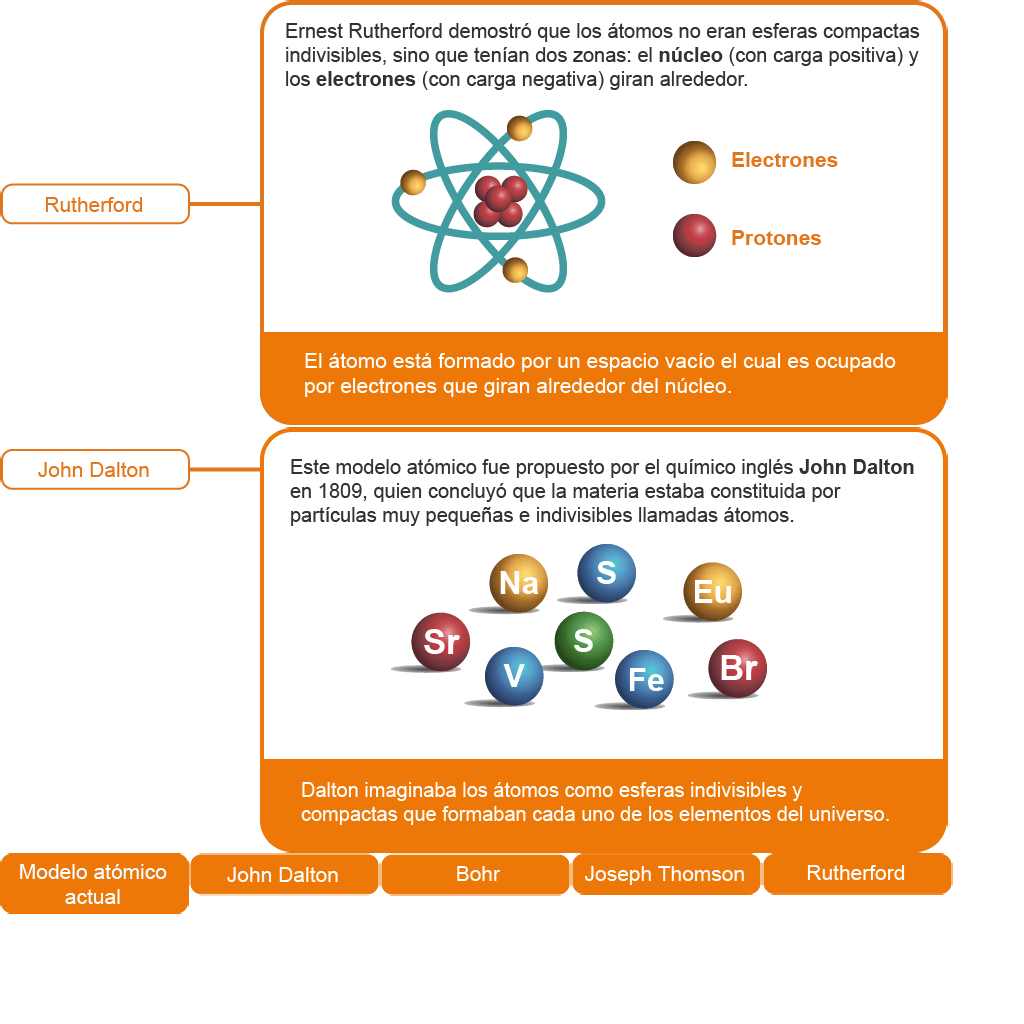 Ernest Rutherford demostró que los átomos no eran esferas compactas
indivisibles, sino que tenían dos zonas: el núcleo (con carga positiva) y
los electrones (con carga negativa) giran alrededor.
Electrones
Rutherford
Protones
El átomo está formado por un espacio vacío el cual es ocupado
por electrones que giran alrededor del núcleo.
John Dalton
Este modelo atómico fue propuesto por el químico inglés John Dalton
en 1809, quien concluyó que la materia estaba constituida por
partículas muy pequeñas e indivisibles llamadas átomos.
Na
S
Eu
Sr
S
V
Fe
Br
Dalton imaginaba los átomos como esferas indivisibles y
compactas que formaban cada uno de los elementos del universo.
Modelo atómico
actual
John Dalton
Bohr
Joseph Thomson
Rutherford